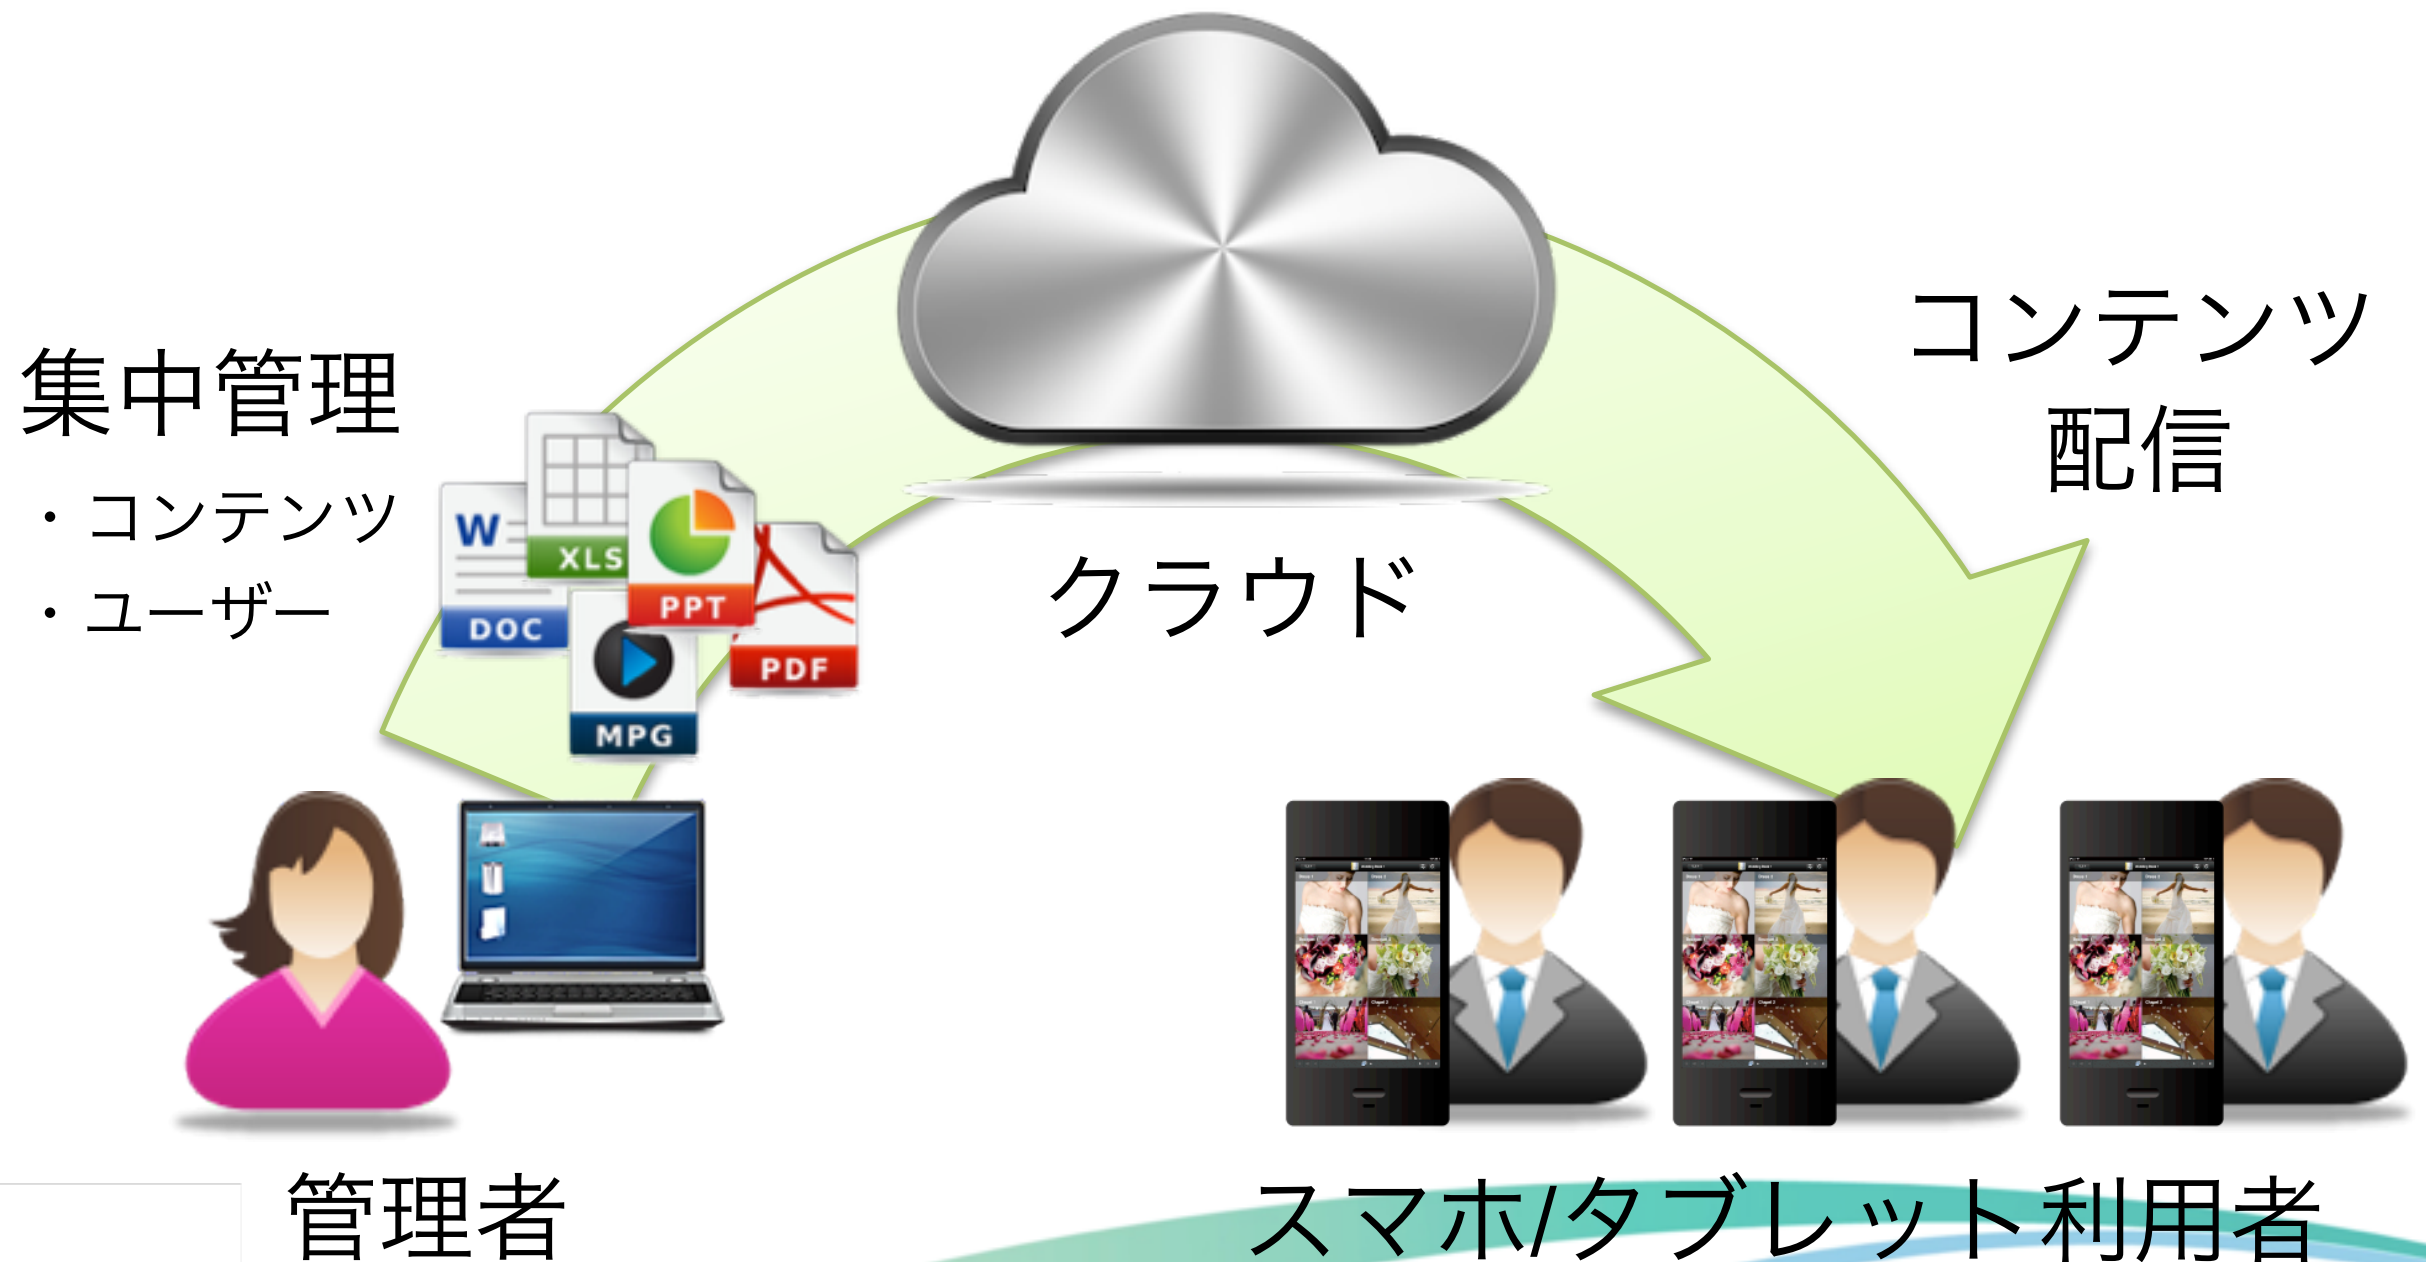 集中管理
・コンテンツ
・ユーザー
W
DOC
XLS
PPT
PDF
MPG
クラウド
コンテンツ
配信
管理者
スマホ/タブレット利用者